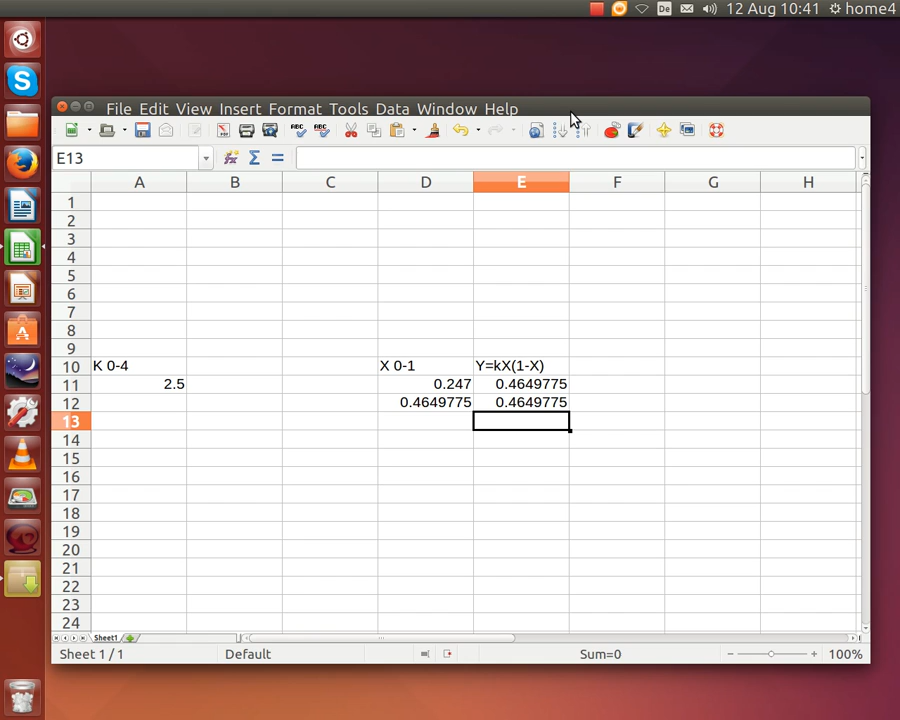 De 12 Aug 10:41 home4
File Edit View Insert Format Tools Data Window Help
E13
A B C D E F G H
1
2
3
4
5
6
7
8
9
10 K 0-4 X 0-1 Y=kX(1-X)
11 2.5 0.247 0.4649775
12 0.4649775 0.4649775
13
14
15
16
17
18
19
20
21
22
23
24
Sheet1
Sheet 1 / 1 Default Sum=0 100%